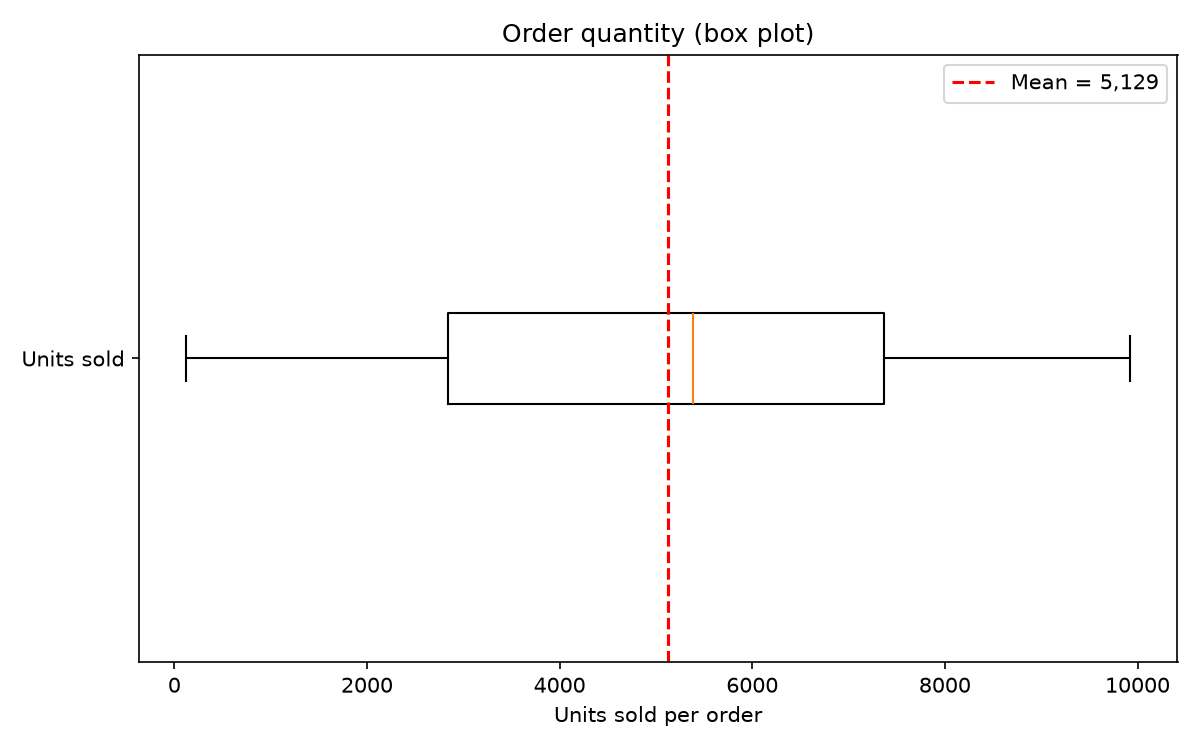 Order quantity (box plot)
Mean = 5,129
Units sold
0 2000 4000 6000 8000 10000
Units sold per order